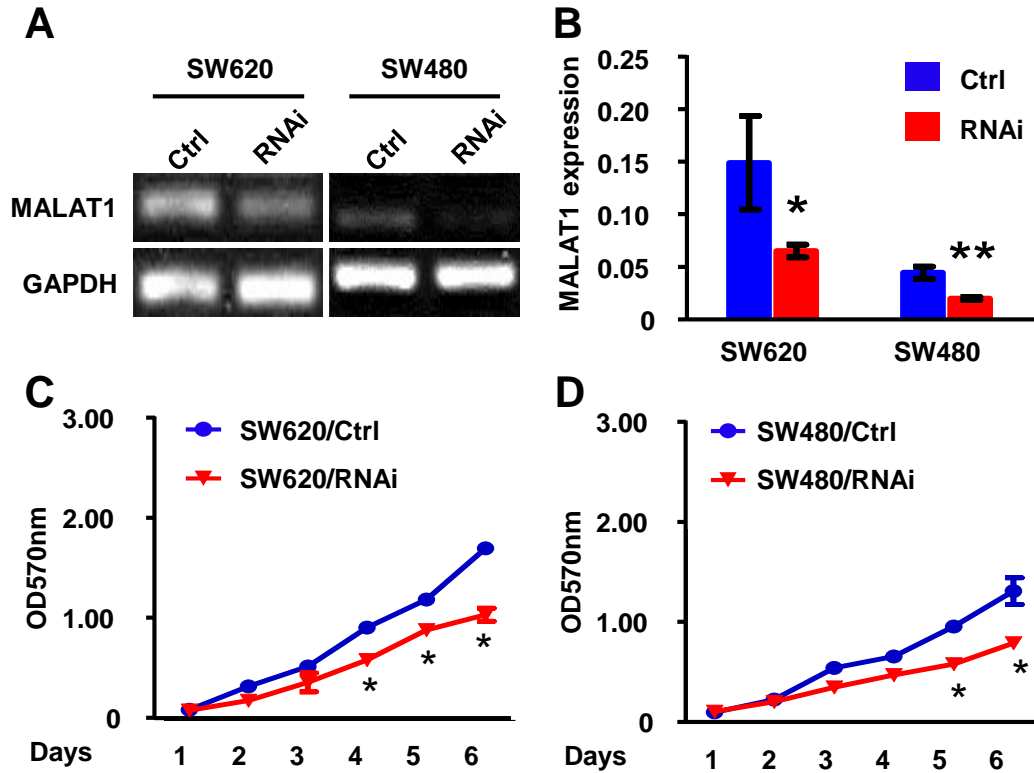 A
SW620
SW480
Ctrl
RNAi
Ctrl
RNAi
MALAT1
GAPDH
B
MALAT1 expression
0.25
0.20
0.15
0.10
0.05
0
Ctrl
RNAi
*
**
SW620
SW480
C
OD570nm
3.00
2.00
1.00
0
SW620/Ctrl
SW620/RNAi
*
*
*
Days 1 2 3 4 5 6
D
OD570nm
3.00
2.00
1.00
0
SW480/Ctrl
SW480/RNAi
*
*
Days 1 2 3 4 5 6